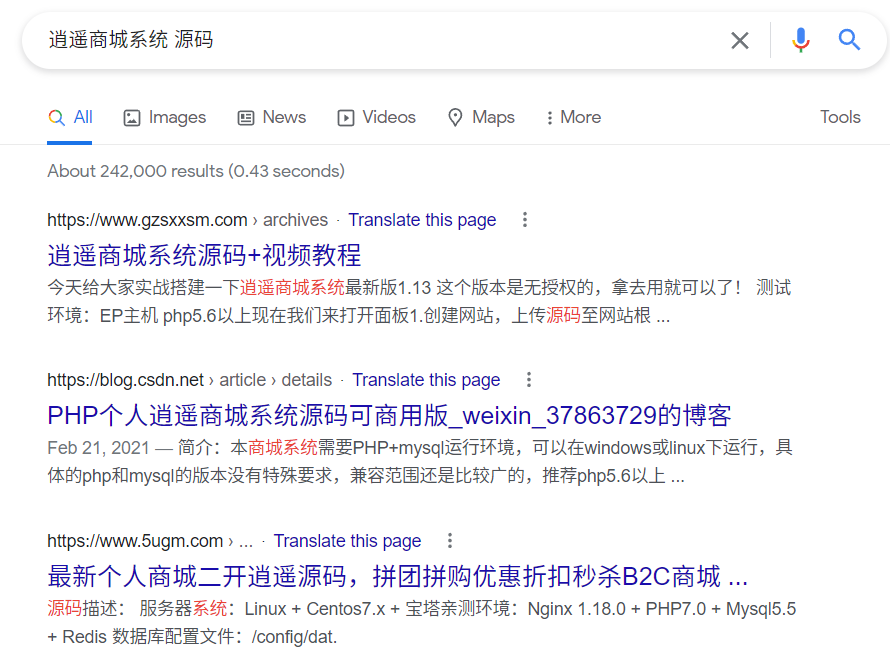 逍遥商城系统 源码
All Images News Videos Maps More Tools
About 242,000 results (0.43 seconds)
https://www.gzsxxsm.com › archives · Translate this page
逍遥商城系统源码+视频教程
今天给大家实战搭建一下逍遥商城系统最新版1.13 这个版本是无授权的，拿去用就可以了！ 测试
环境：EP主机 php5.6以上现在我们来打开面板1.创建网站，上传源码至网站根 ...
https://blog.csdn.net › article › details · Translate this page
PHP个人逍遥商城系统源码可商用版_weixin_37863729的博客
Feb 21, 2021 — 简介：本商城系统需要PHP+mysql运行环境，可以在windows或linux下运行，具
体的php和mysql的版本没有特殊要求，兼容范围还是比较广的，推荐php5.6以上 ...
https://www.5ugm.com › ... · Translate this page
最新个人商城二开逍遥源码，拼团拼购优惠折扣秒杀B2C商城 ...
源码描述： 服务器系统：Linux + Centos7.x + 宝塔亲测环境：Nginx 1.18.0 + PHP7.0 + Mysql5.5
+ Redis 数据库配置文件：/config/dat.